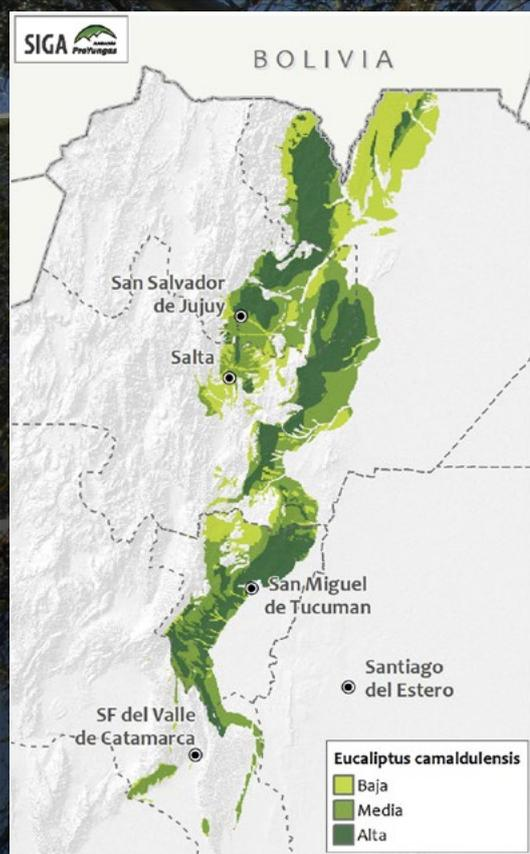 SIGA
ProYungas
BOLIVIA
San Salvador
de Jujuy
Salta
San Miguel
de Tucuman
Santiago
del Estero
SF del Valle
de Catamarca
Eucaliptus camaldulensis
Baja
Media
Alta